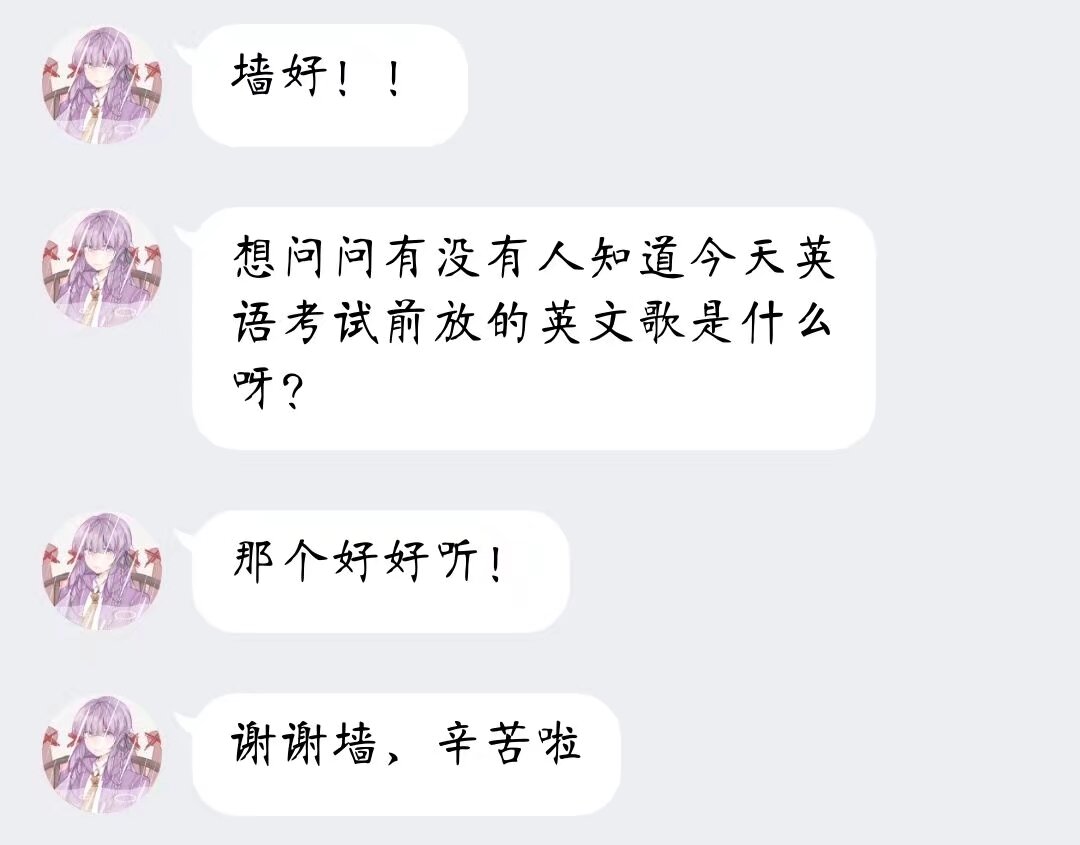 墙好！！
想问问有没有人知道今天英
语考试前放的英文歌是什么
呀？
那个好好听！
谢谢墙、辛苦啦